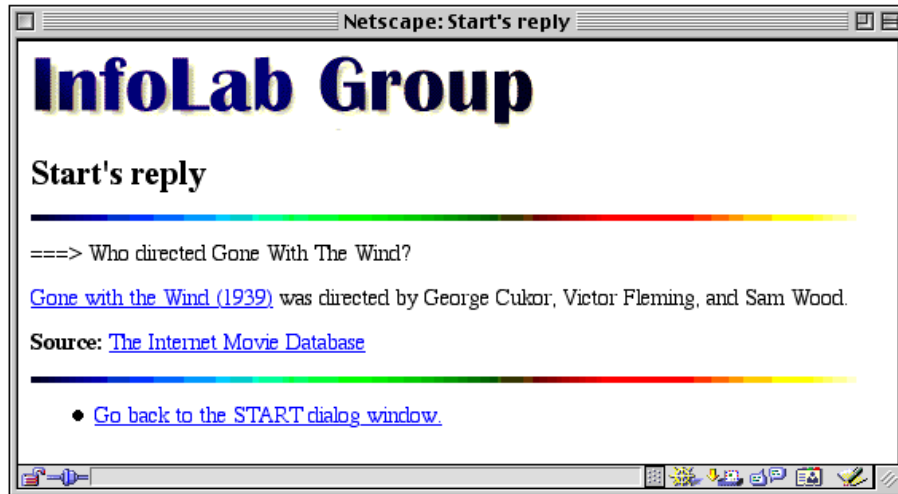 Netscape: Start's reply
InfoLab Group
Start's reply
===> Who directed Gone With The Wind?
Gone with the Wind (1939) was directed by George Cukor, Victor Fleming, and Sam Wood.
Source: The Internet Movie Database
• Go back to the START dialog window.